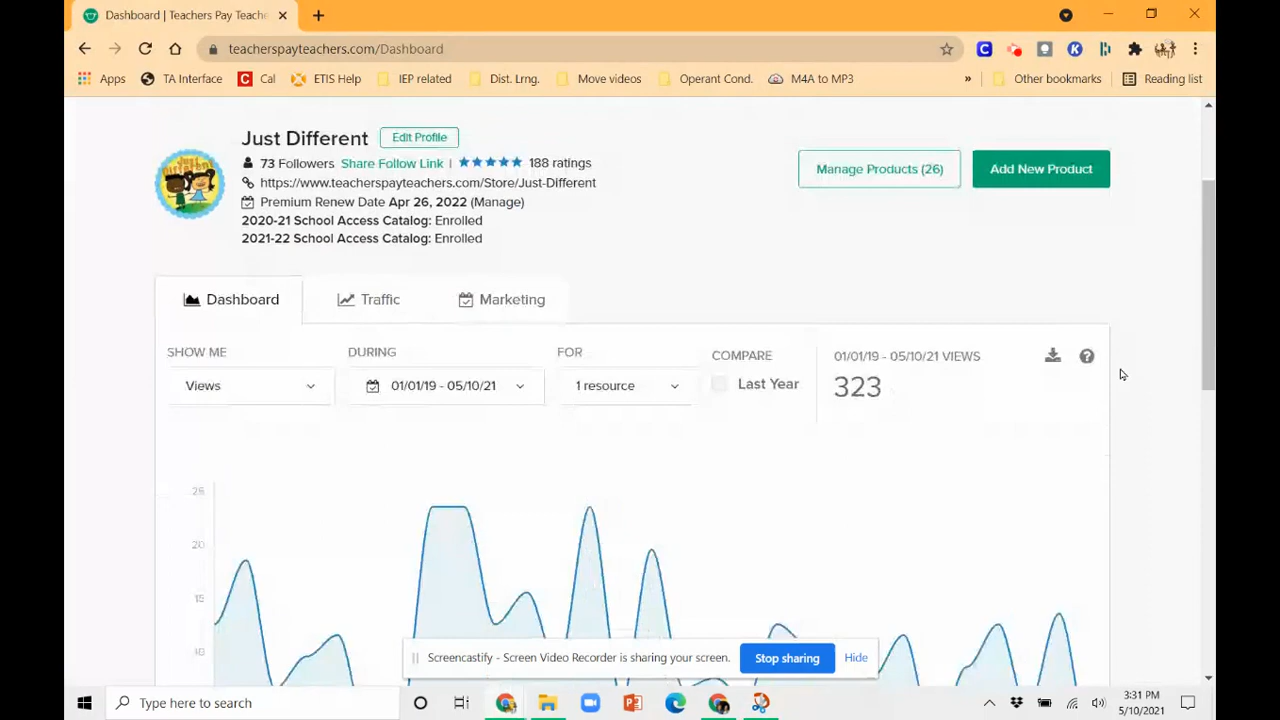 Dashboard | Teachers Pay Teache
teacherspayteachers.com/Dashboard
Apps
TA Interface
Cal
ETIS Help
IEP related
Dist. Lrng.
Move videos
Operant Cond.
M4A to MP3
»
Other bookmarks
Reading list
Just Different
Edit Profile
73 Followers Share Follow Link | 188 ratings
https://www.teacherspayteachers.com/Store/Just-Different
Premium Renew Date Apr 26, 2022 (Manage)
2020-21 School Access Catalog: Enrolled
2021-22 School Access Catalog: Enrolled
Manage Products (26)
Add New Product
Dashboard
Traffic
Marketing
SHOW ME
Views
DURING
01/01/19 - 05/10/21
FOR
1 resource
COMPARE
Last Year
01/01/19 - 05/10/21 VIEWS
323
25
20
15
10
Screencastify - Screen Video Recorder is sharing your screen.
Stop sharing
Hide
Type here to search
3:31 PM
5/10/2021